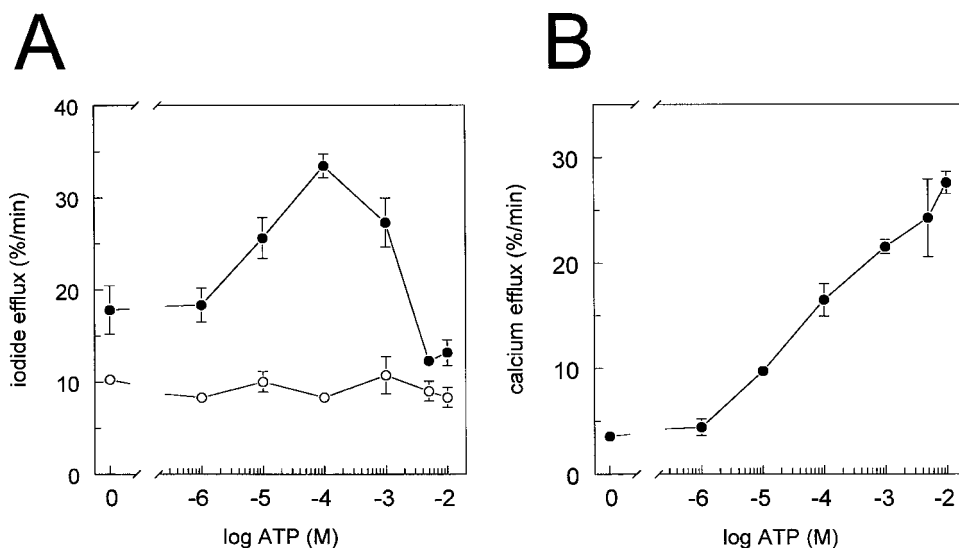 A
iodide efflux (%/min)
40
30
20
10
0
0 -6 -5 -4 -3 -2
log ATP (M)
B
calcium efflux (%/min)
30
20
10
0
0 -6 -5 -4 -3 -2
log ATP (M)